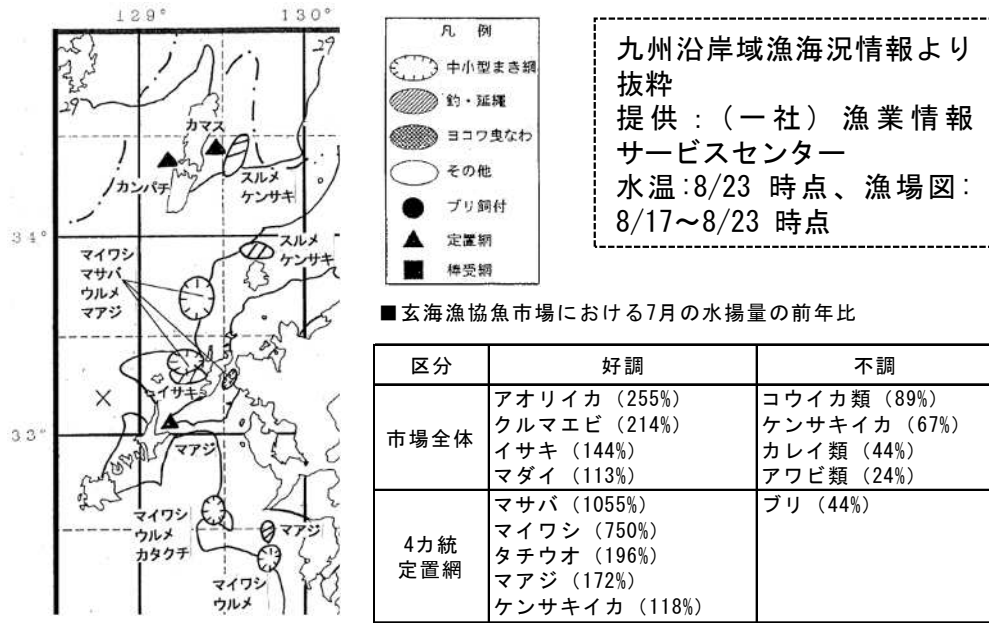 129°
130°
29
29
カマス
カンパチ
スルメ
ケンサキ
34°
スルメ
ケンサキ
マイワシ
マサバ
ウルメ
マアジ
イサキ
33°
マアジ
マイワシ
ウルメ
カタクチ
マアジ
マイワシ
ウルメ
凡 例
中小型まき網
釣・延縄
ヨコワ曳なわ
その他
ブリ飼付
定置網
棒受網
九州沿岸域漁海況情報より
抜粋
提供:(一社)漁業情報
サービスセンター
水温:8/23 時点、漁場図:
8/17~8/23 時点
■玄海漁協魚市場における7月の水揚量の前年比
区分 好調 不調
市場全体
アオリイカ (255%)
クルマエビ (214%)
イサキ (144%)
マダイ (113%)
コウイカ類 (89%)
ケンサキイカ (67%)
カレイ類 (44%)
アワビ類 (24%)
4カ統
定置網
マサバ (1055%)
マイワシ (750%)
タチウオ (196%)
マアジ (172%)
ケンサキイカ (118%)
ブリ (44%)